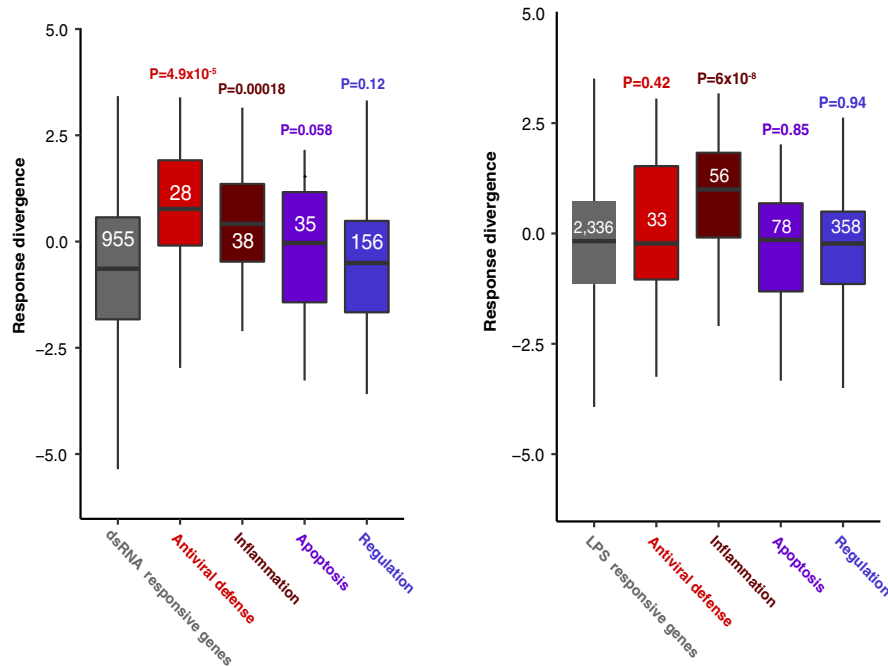 5.0
2.5
0.0
−2.5
−5.0
Response divergence
P=4.9x10-5
P=0.00018
P=0.058
P=0.12
955
28
38
35
156
dsRNA responsive genes
Antiviral defense
Inflammation
Apoptosis
Regulation
5.0
2.5
0.0
−2.5
−5.0
Response divergence
P=0.42
P=6x10-8
P=0.85
P=0.94
2,336
33
56
78
358
LPS responsive genes
Antiviral defense
Inflammation
Apoptosis
Regulation